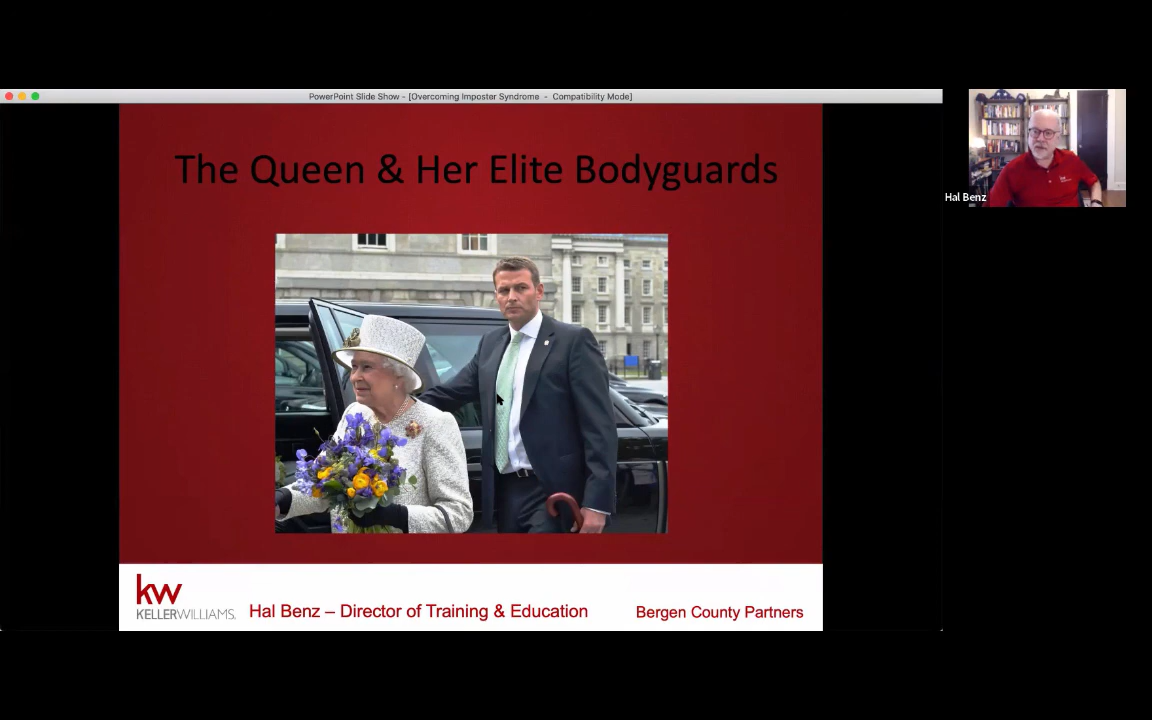 PowerPoint Slide Show - [Overcoming Imposter Syndrome - Compatibility Mode]
The Queen & Her Elite Bodyguards
Hal Benz
kw
KELLERWILLIAMS.
Hal Benz – Director of Training & Education
Bergen County Partners